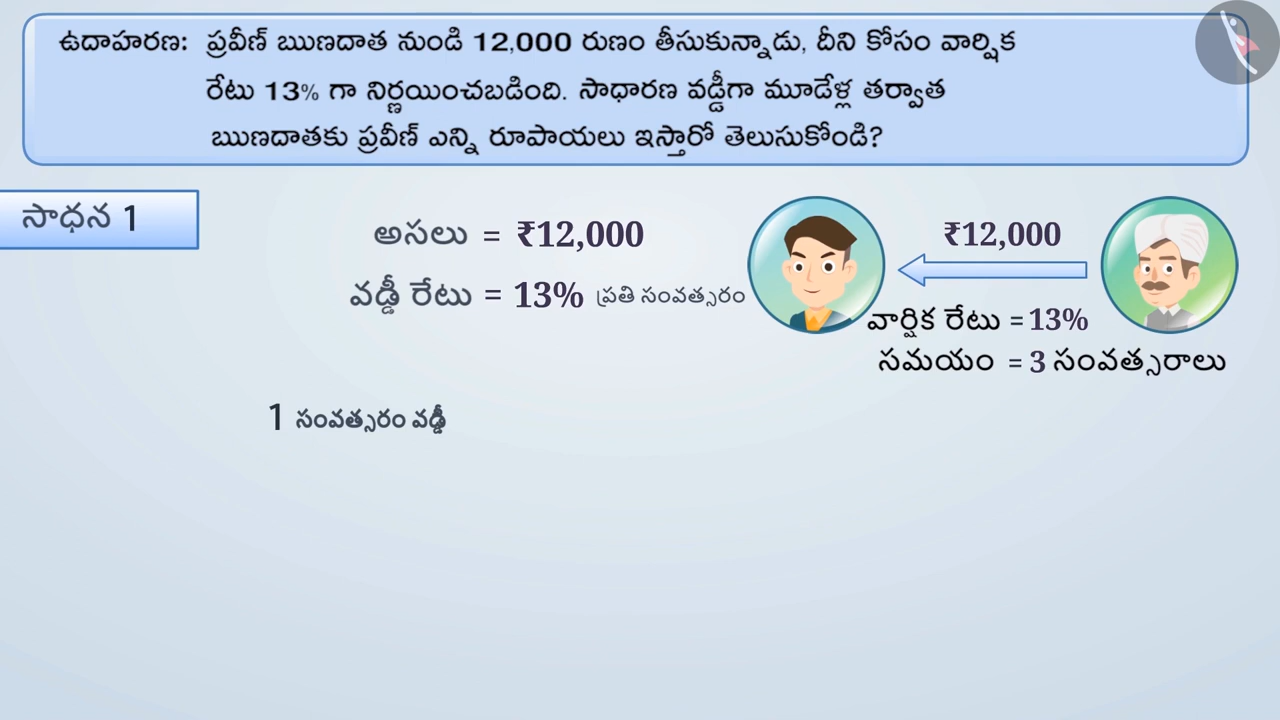 ఉదాహరణ: ప్రవీణ్ ఋణదాత నుండి 12,000 రుణం తీసుకున్నాడు, దీని కోసం వార్షిక
రేటు 13% గా నిర్ణయించబడింది. సాధారణ వడ్డీగా మూడేళ్ల తర్వాత
ఋణదాతకు ప్రవీణ్ ఎన్ని రూపాయలు ఇస్తారో తెలుసుకోండి?
సాధన 1
అసలు = ₹12,000
₹12,000
వడ్డీ రేటు = 13% ప్రతి సంవత్సరం
వార్షిక రేటు = 13%
సమయం = 3 సంవత్సరాలు
1 సంవత్సరం వడ్డీ